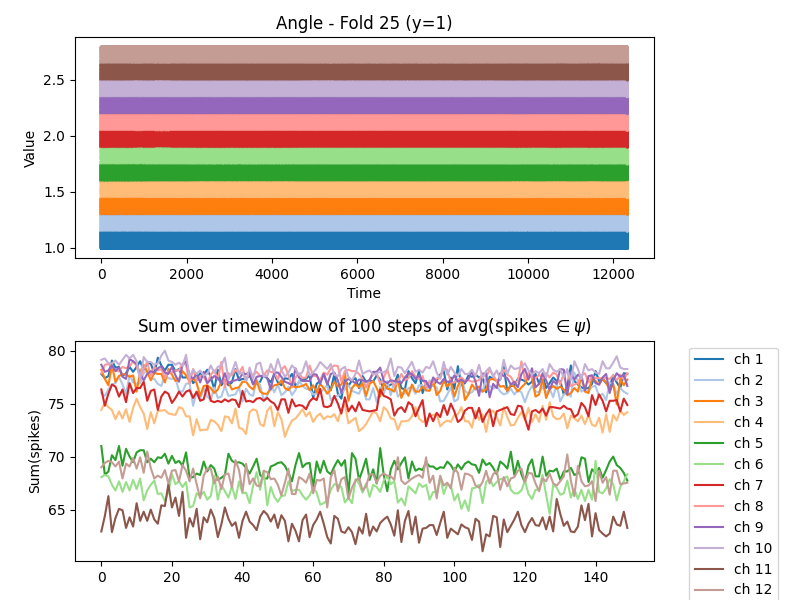 Angle - Fold 25 (y=1)
Value
2.5
2.0
1.5
1.0
0 2000 4000 6000 8000 10000 12000
Time
Sum over timewindow of 100 steps of avg(spikes ∈ ψ)
Sum(spikes)
80
75
70
65
0 20 40 60 80 100 120 140
ch 1
ch 2
ch 3
ch 4
ch 5
ch 6
ch 7
ch 8
ch 9
ch 10
ch 11
ch 12